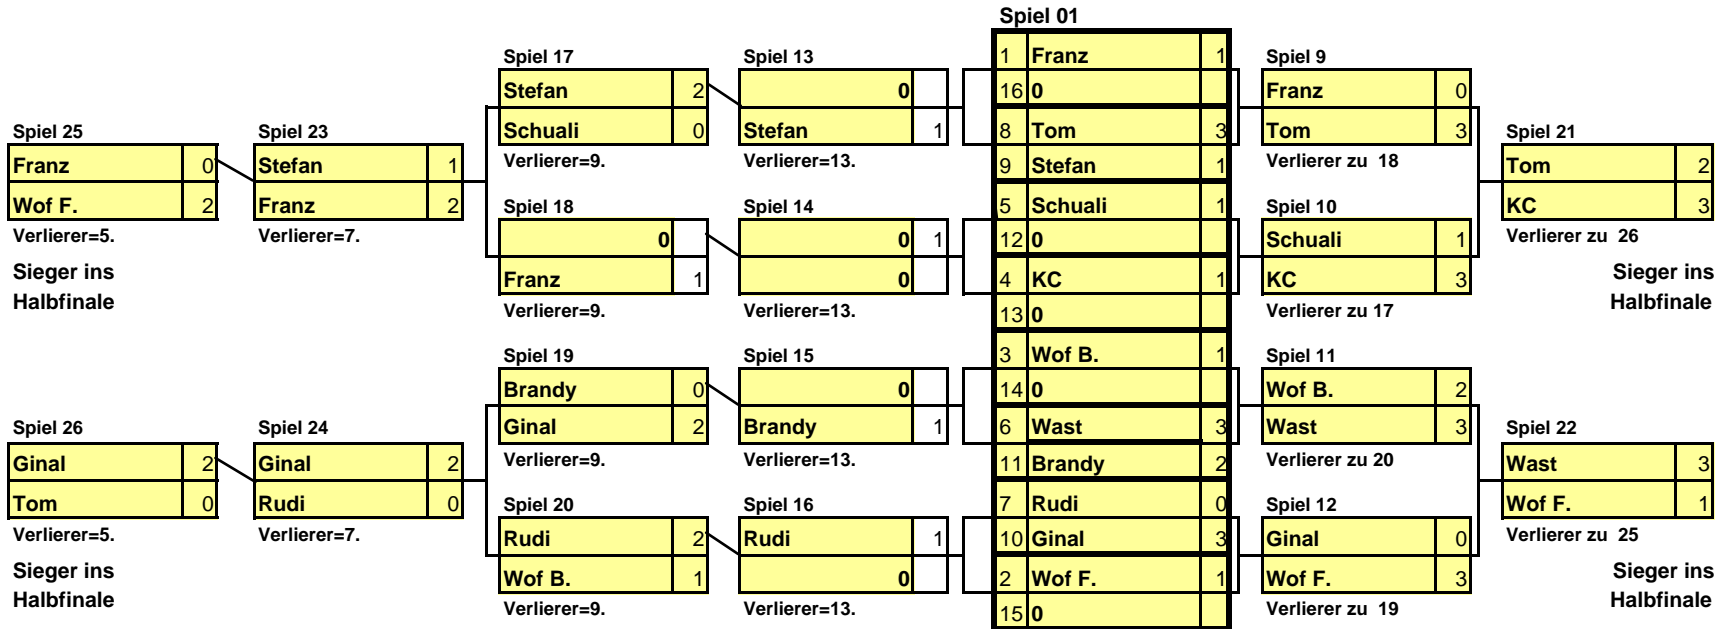 Spiel 01
Spiel 17 Spiel 13 1 Franz 1 Spiel 9
Stefan 2 0 16 0 Franz 0
Spiel 25 Spiel 23 Schuali 0 Stefan 1 8 Tom 3 Tom 3 Spiel 21
Franz 0 Stefan 1 Verlierer=9. Verlierer=13. 9 Stefan 1 Verlierer zu 18 Tom 2
Wof F. 2 Franz 2 Spiel 18 Spiel 14 5 Schuali 1 Spiel 10 KC 3
Verlierer=5. Verlierer=7. 0 0 1 12 0 Schuali 1 Verlierer zu 26
Sieger ins Franz 1 0 4 KC 1 KC 3 Sieger ins
Halbfinale Verlierer=9. Verlierer=13. 13 0 Verlierer zu 17 Halbfinale
Spiel 19 Spiel 15 3 Wof B. 1 Spiel 11
Brandy 0 0 14 0 Wof B. 2
Spiel 26 Spiel 24 Ginal 2 Brandy 1 6 Wast 3 Wast 3 Spiel 22
Ginal 2 Ginal 2 Verlierer=9. Verlierer=13. 11 Brandy 2 Verlierer zu 20 Wast 3
Tom 0 Rudi 0 Spiel 20 Spiel 16 7 Rudi 0 Spiel 12 Wof F. 1
Verlierer=5. Verlierer=7. Rudi 2 Rudi 1 10 Ginal 3 Ginal 0 Verlierer zu 25
Sieger ins Wof B. 1 0 2 Wof F. 1 Wof F. 3 Sieger ins
Halbfinale Verlierer=9. Verlierer=13. 15 0 Verlierer zu 19 Halbfinale